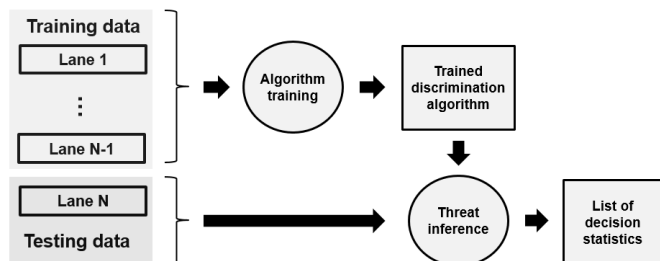 Training data
Lane 1
⋮
Lane N-1
Algorithm
training
Trained
discrimination
algorithm
Lane N
Testing data
Threat
inference
List of
decision
statistics